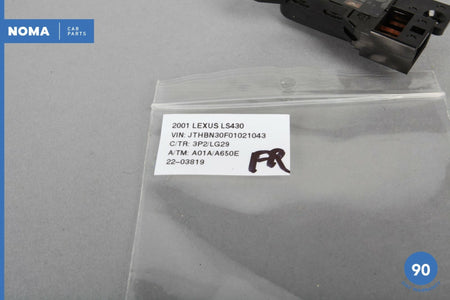 NOMA CAR PARTS
2001 LEXUS LS430
VIN: JTHBN30F01021043
C/TR: 3P2/LG29
A/TM: A01A/A650E
22-03819
FR
90